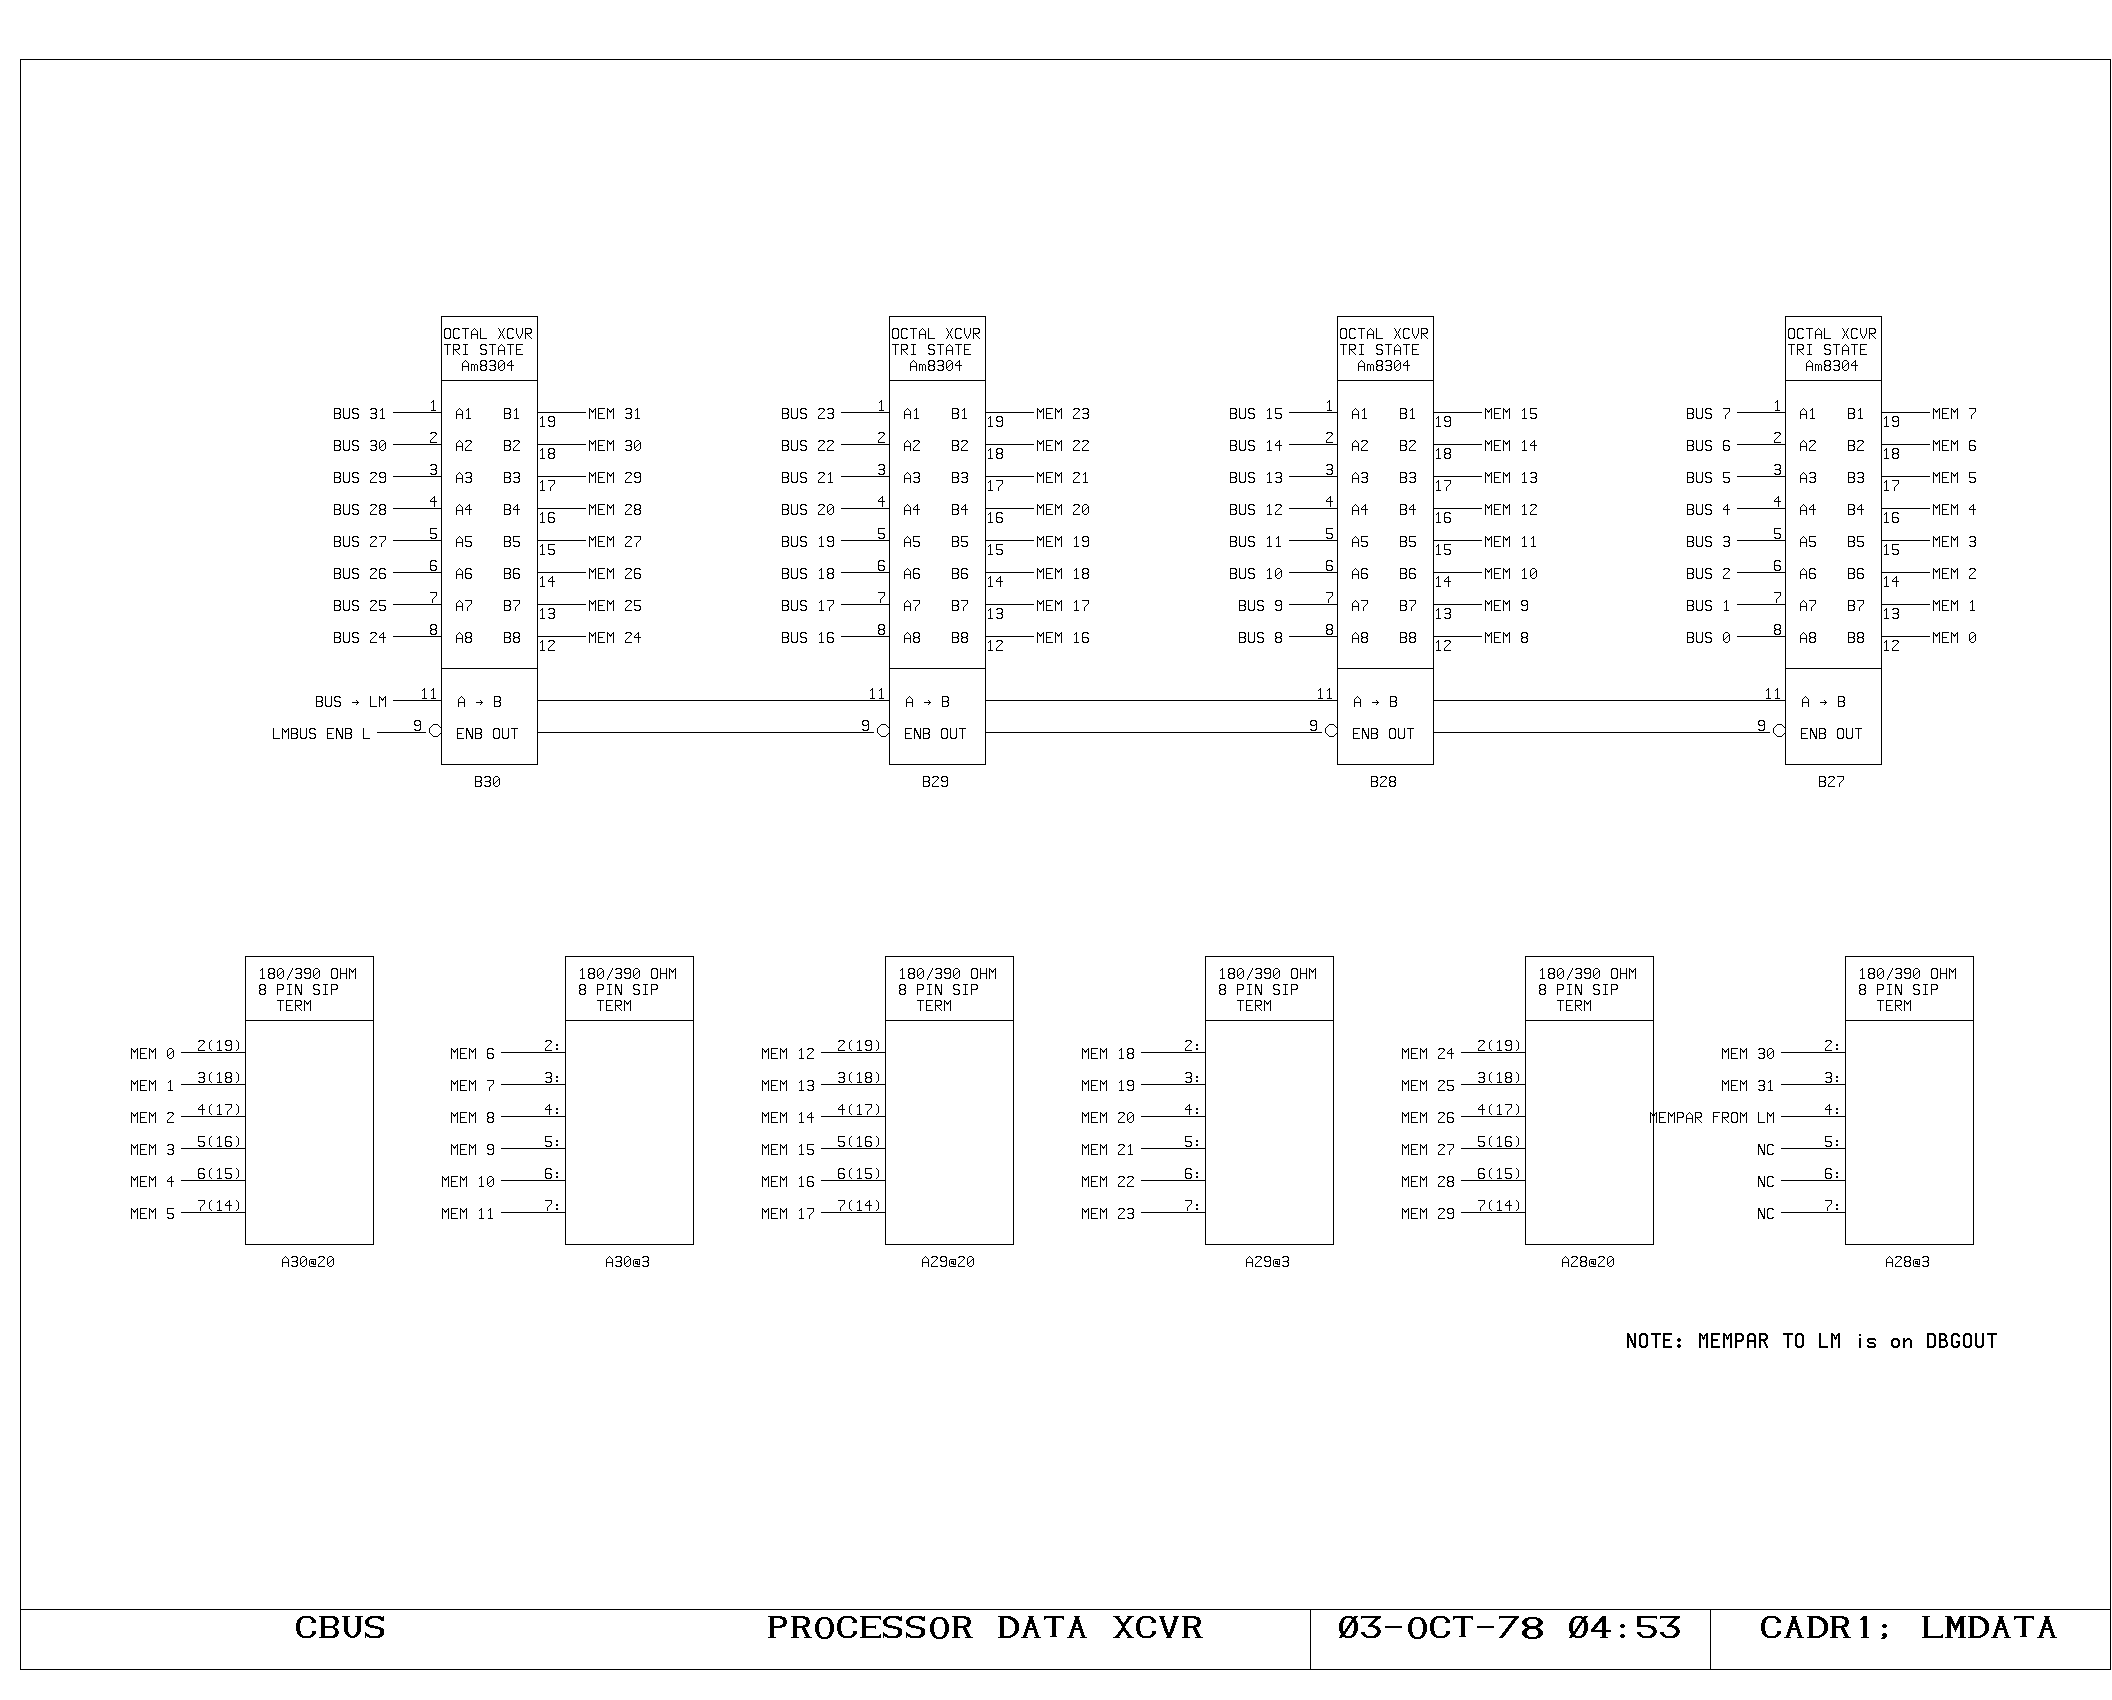 OCTAL XCVR OCTAL XCVR OCTAL XCVR OCTAL XCVR
TRI STATE TRI STATE TRI STATE TRI STATE
Am8304 Am8304 Am8304 Am8304
BUS 31 1 A1 B1 19 MEM 31 BUS 23 1 A1 B1 19 MEM 23 BUS 15 1 A1 B1 19 MEM 15 BUS 7 1 A1 B1 19 MEM 7
BUS 30 2 A2 B2 18 MEM 30 BUS 22 2 A2 B2 18 MEM 22 BUS 14 2 A2 B2 18 MEM 14 BUS 6 2 A2 B2 18 MEM 6
BUS 29 3 A3 B3 17 MEM 29 BUS 21 3 A3 B3 17 MEM 21 BUS 13 3 A3 B3 17 MEM 13 BUS 5 3 A3 B3 17 MEM 5
BUS 28 4 A4 B4 16 MEM 28 BUS 20 4 A4 B4 16 MEM 20 BUS 12 4 A4 B4 16 MEM 12 BUS 4 4 A4 B4 16 MEM 4
BUS 27 5 A5 B5 15 MEM 27 BUS 19 5 A5 B5 15 MEM 19 BUS 11 5 A5 B5 15 MEM 11 BUS 3 5 A5 B5 15 MEM 3
BUS 26 6 A6 B6 14 MEM 26 BUS 18 6 A6 B6 14 MEM 18 BUS 10 6 A6 B6 14 MEM 10 BUS 2 6 A6 B6 14 MEM 2
BUS 25 7 A7 B7 13 MEM 25 BUS 17 7 A7 B7 13 MEM 17 BUS 9 7 A7 B7 13 MEM 9 BUS 1 7 A7 B7 13 MEM 1
BUS 24 8 A8 B8 12 MEM 24 BUS 16 8 A8 B8 12 MEM 16 BUS 8 8 A8 B8 12 MEM 8 BUS 0 8 A8 B8 12 MEM 0
BUS → LM 11 A → B 11 A → B 11 A → B 11 A → B
LMBUS ENB L 9 ENB OUT 9 ENB OUT 9 ENB OUT 9 ENB OUT
B30 B29 B28 B27
180/390 OHM 180/390 OHM 180/390 OHM 180/390 OHM 180/390 OHM 180/390 OHM
8 PIN SIP 8 PIN SIP 8 PIN SIP 8 PIN SIP 8 PIN SIP 8 PIN SIP
TERM TERM TERM TERM TERM TERM
MEM 0 2(19) MEM 6 2: MEM 12 2(19) MEM 18 2: MEM 24 2(19) MEM 30 2:
MEM 1 3(18) MEM 7 3: MEM 13 3(18) MEM 19 3: MEM 25 3(18) MEM 31 3:
MEM 2 4(17) MEM 8 4: MEM 14 4(17) MEM 20 4: MEM 26 4(17) MEMPAR FROM LM 4:
MEM 3 5(16) MEM 9 5: MEM 15 5(16) MEM 21 5: MEM 27 5(16) NC 5:
MEM 4 6(15) MEM 10 6: MEM 16 6(15) MEM 22 6: MEM 28 6(15) NC 6:
MEM 5 7(14) MEM 11 7: MEM 17 7(14) MEM 23 7: MEM 29 7(14) NC 7:
A30@20 A30@3 A29@20 A29@3 A28@20 A28@3
NOTE: MEMPAR TO LM is on DBGOUT
CBUS PROCESSOR DATA XCVR Ø3-OCT-78 Ø4:53 CADR1; LMDATA